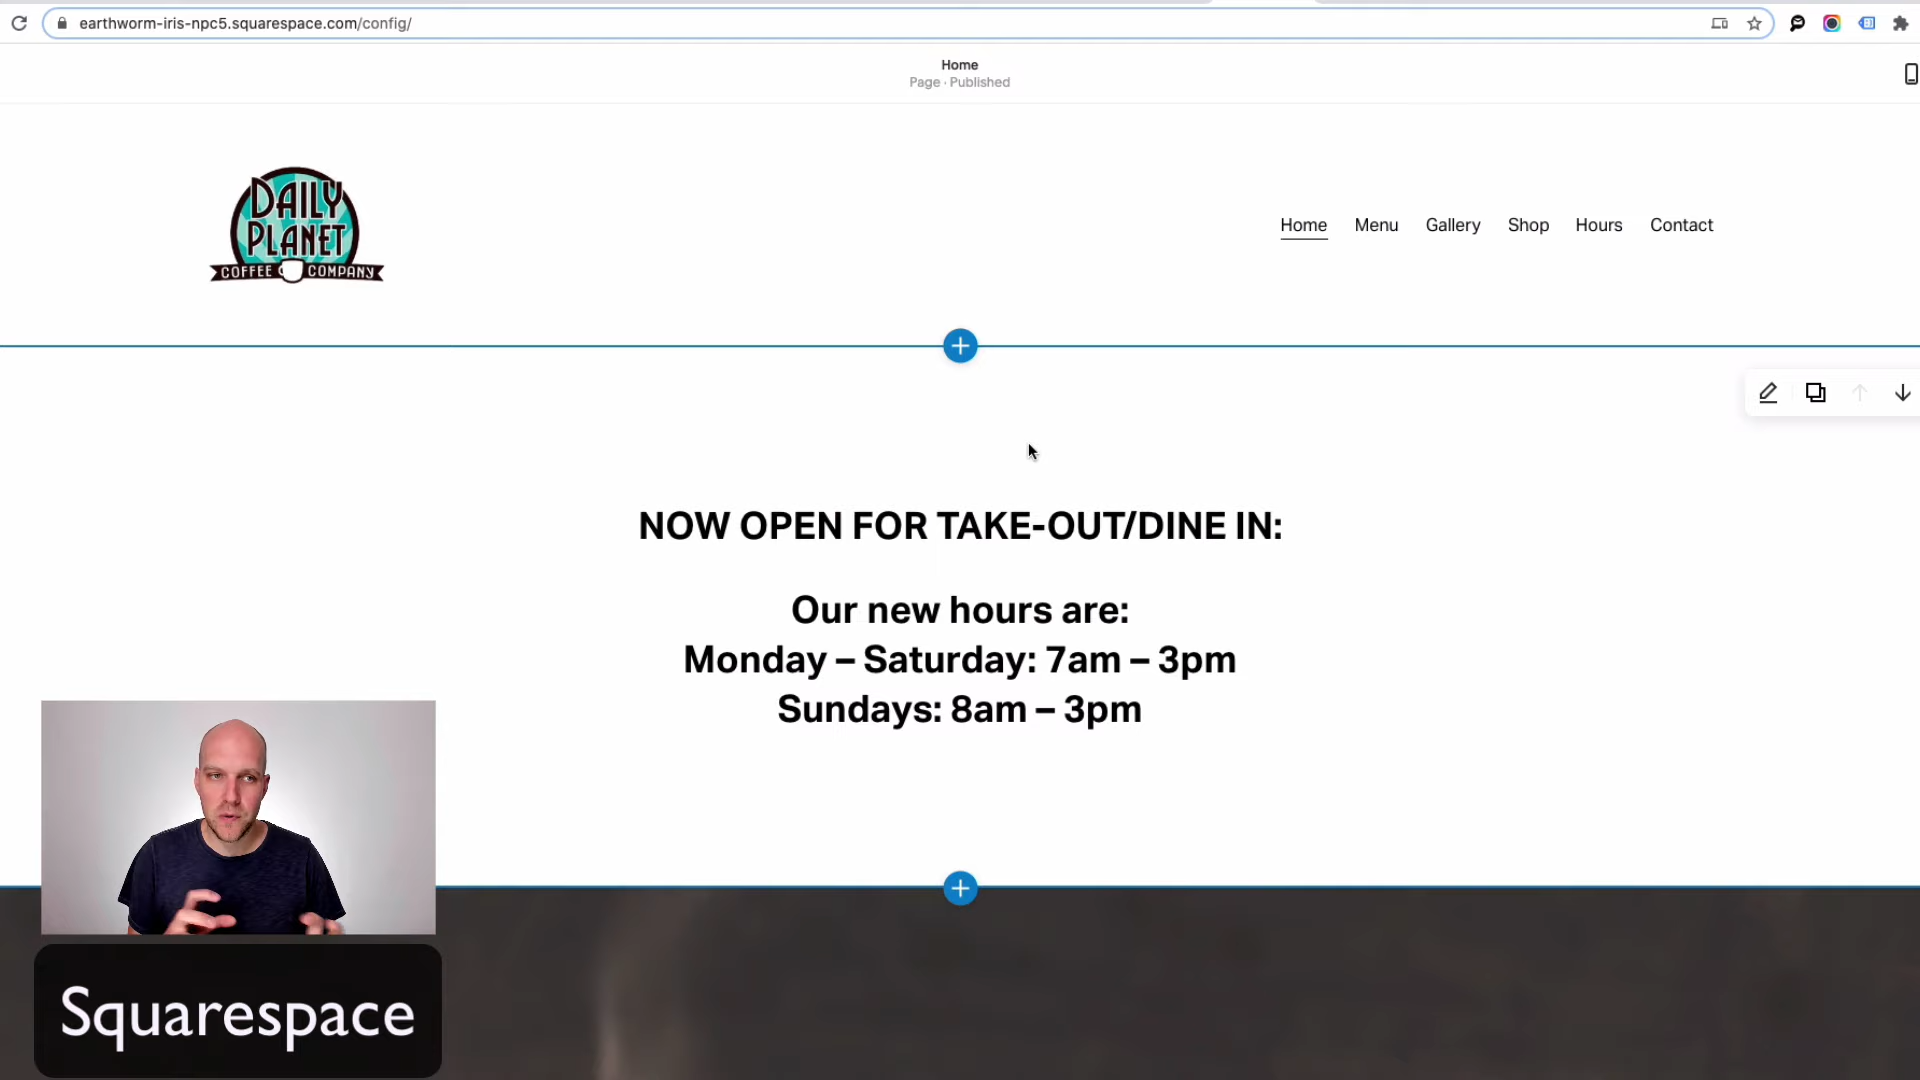 earthworm-iris-npc5.squarespace.com/config/
Home
Page · Published
DAILY
PLANET
COFFEE COMPANY
Home Menu Gallery Shop Hours Contact
NOW OPEN FOR TAKE-OUT/DINE IN:
Our new hours are:
Monday – Saturday: 7am – 3pm
Sundays: 8am – 3pm
Squarespace